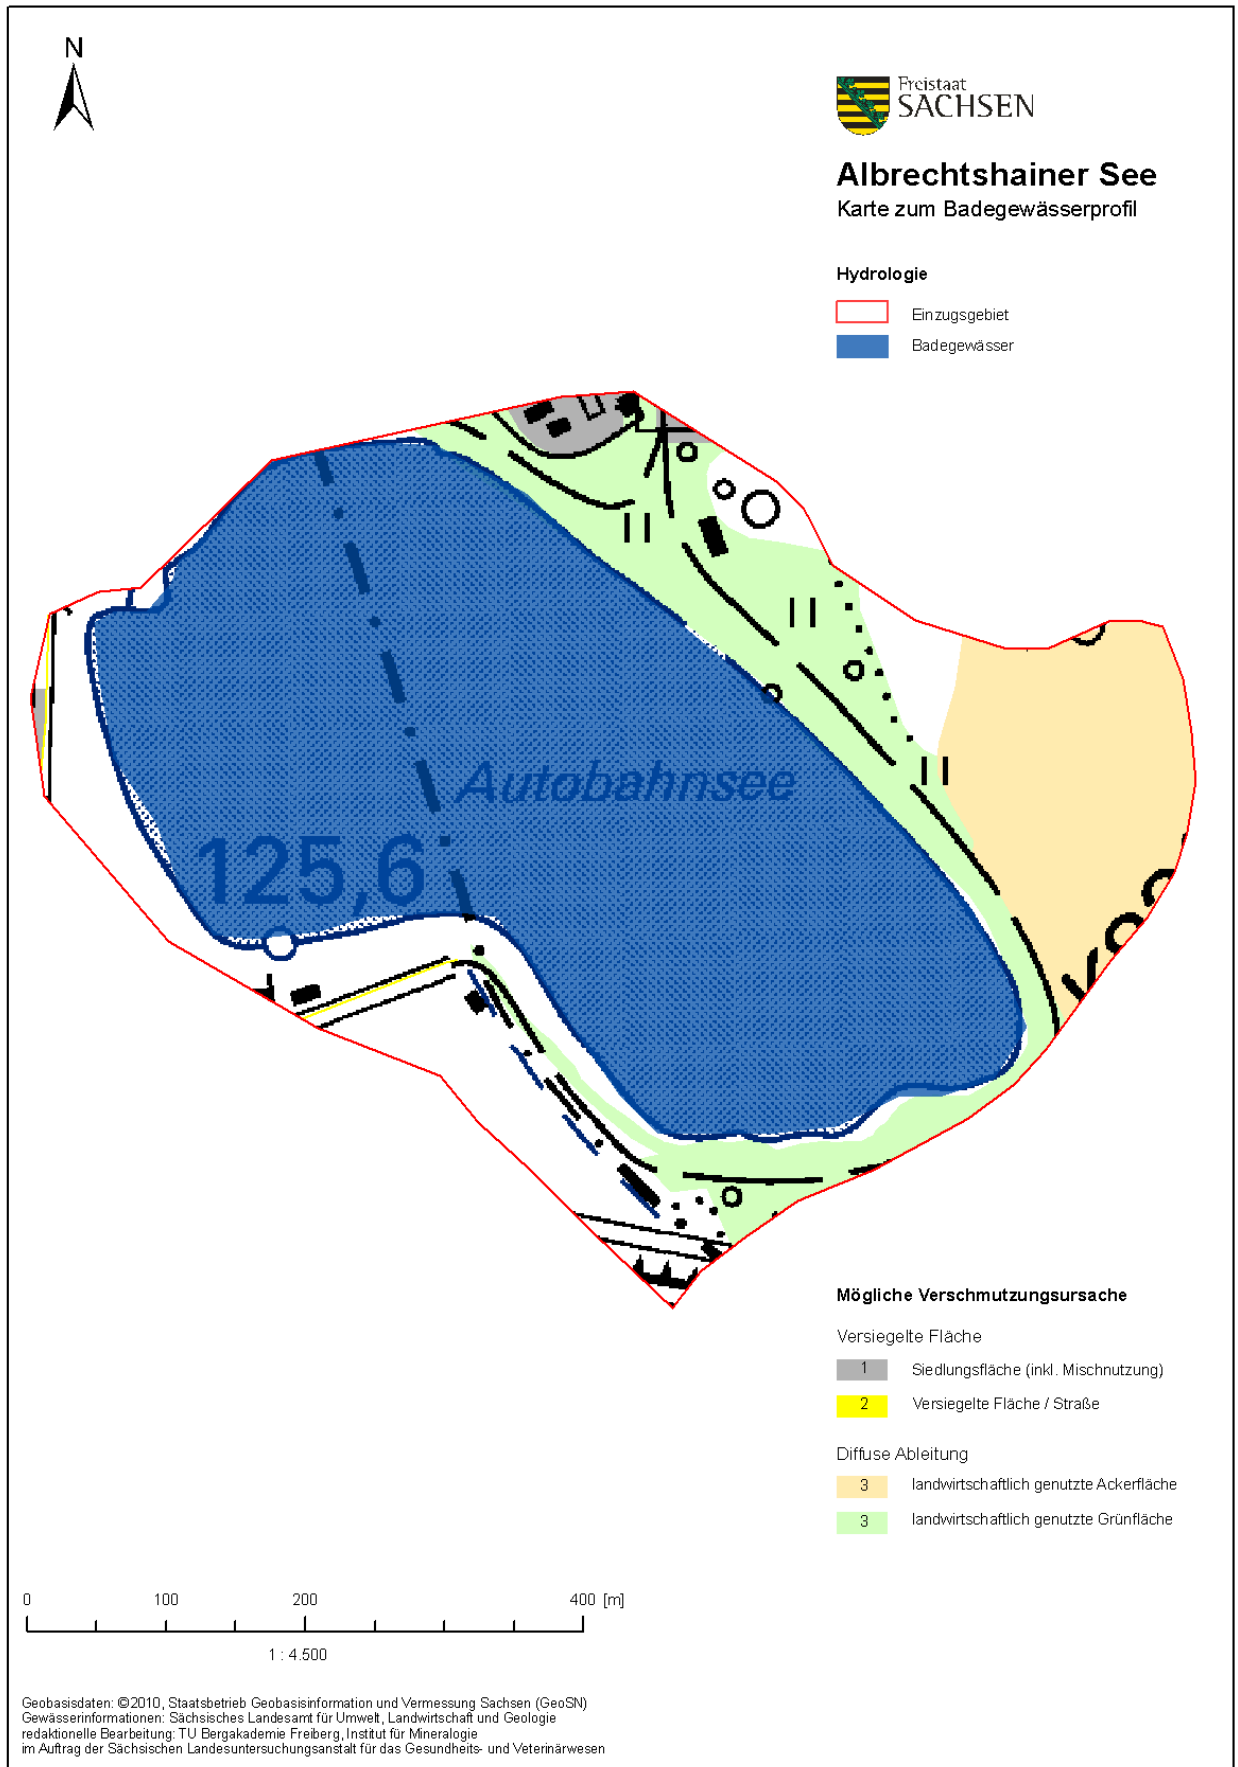 N
Freistaat
SACHSEN
Albrechtshainer See
Karte zum Badegewässerprofil
Hydrologie
Einzugsgebiet
Badegewässer
Autobahnsee
125,6
Mögliche Verschmutzungsursache
Versiegelte Fläche
1 Siedlungsfläche (inkl. Mischnutzung)
2 Versiegelte Fläche / Straße
Diffuse Ableitung
3 landwirtschaftlich genutzte Ackerfläche
3 landwirtschaftlich genutzte Grünfläche
0 100 200 400 [m]
1 : 4.500
Geobasisdaten: ©2010, Staatsbetrieb Geobasisinformation und Vermessung Sachsen (GeoSN)
Gewässerinformationen: Sächsisches Landesamt für Umwelt, Landwirtschaft und Geologie
redaktionelle Bearbeitung: TU Bergakademie Freiberg, Institut für Mineralogie
im Auftrag der Sächsischen Landesuntersuchungsanstalt für das Gesundheits- und Veterinärwesen